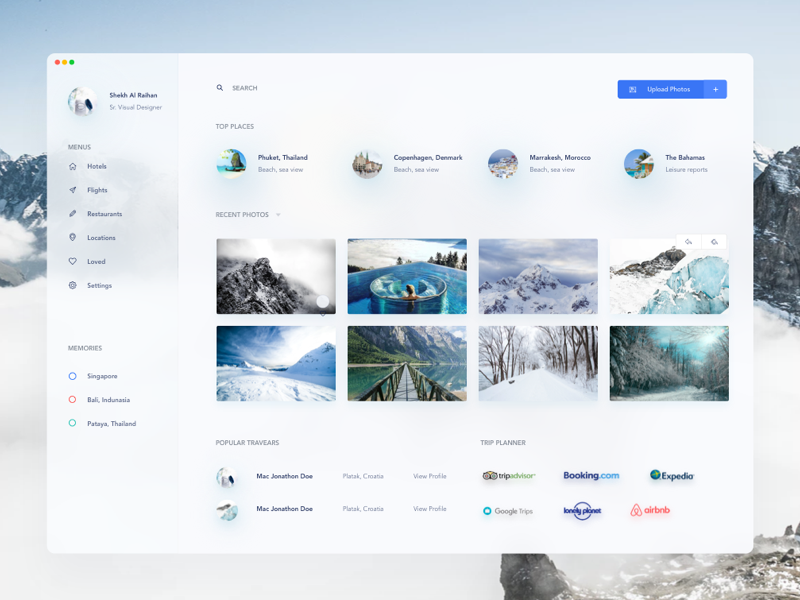 Shekh Al Raihan
Sr. Visual Designer
MENUS
Hotels
Flights
Restaurants
Locations
Loved
Settings
MEMORIES
Singapore
Bali, Indunasia
Pataya, Thailand
SEARCH
Upload Photos
+
TOP PLACES
Phuket, Thailand
Beach, sea view
Copenhagen, Denmark
Beach, sea view
Marrakesh, Morocco
Beach, sea view
The Bahamas
Leisure reports
RECENT PHOTOS
POPULAR TRAVEARS
Mac Jonathon Doe
Platak, Croatia
View Profile
Mac Jonathon Doe
Platak, Croatia
View Profile
TRIP PLANNER
tripadvisor
Booking.com
Expedia
Google Trips
lonely planet
airbnb